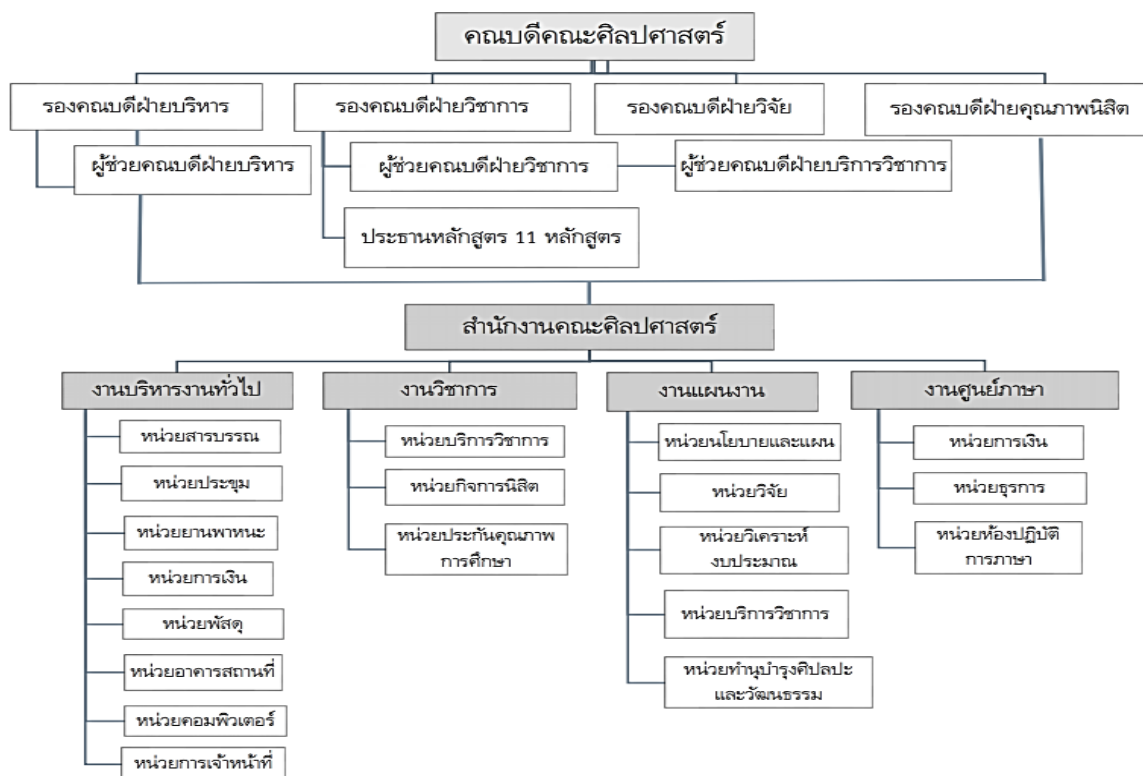 คณบดีคณะศิลปศาสตร์
รองคณบดีฝ่ายบริหาร
รองคณบดีฝ่ายวิชาการ
รองคณบดีฝ่ายวิจัย
รองคณบดีฝ่ายคุณภาพนิสิต
ผู้ช่วยคณบดีฝ่ายบริหาร
ผู้ช่วยคณบดีฝ่ายวิชาการ
ผู้ช่วยคณบดีฝ่ายบริการวิชาการ
ประธานหลักสูตร 11 หลักสูตร
สำนักงานคณะศิลปศาสตร์
งานบริหารงานทั่วไป
หน่วยสารบรรณ
หน่วยประชุม
หน่วยยานพาหนะ
หน่วยการเงิน
หน่วยพัสดุ
หน่วยอาคารสถานที่
หน่วยคอมพิวเตอร์
หน่วยการเจ้าหน้าที่
งานวิชาการ
หน่วยบริการวิชาการ
หน่วยกิจการนิสิต
หน่วยประกันคุณภาพ
การศึกษา
งานแผนงาน
หน่วยนโยบายและแผน
หน่วยวิจัย
หน่วยวิเคราะห์
งบประมาณ
หน่วยบริการวิชาการ
หน่วยทำนุบำรุงศิปลปะ
และวัฒนธรรม
งานศูนย์ภาษา
หน่วยการเงิน
หน่วยธุรการ
หน่วยห้องปฏิบัติ
การภาษา